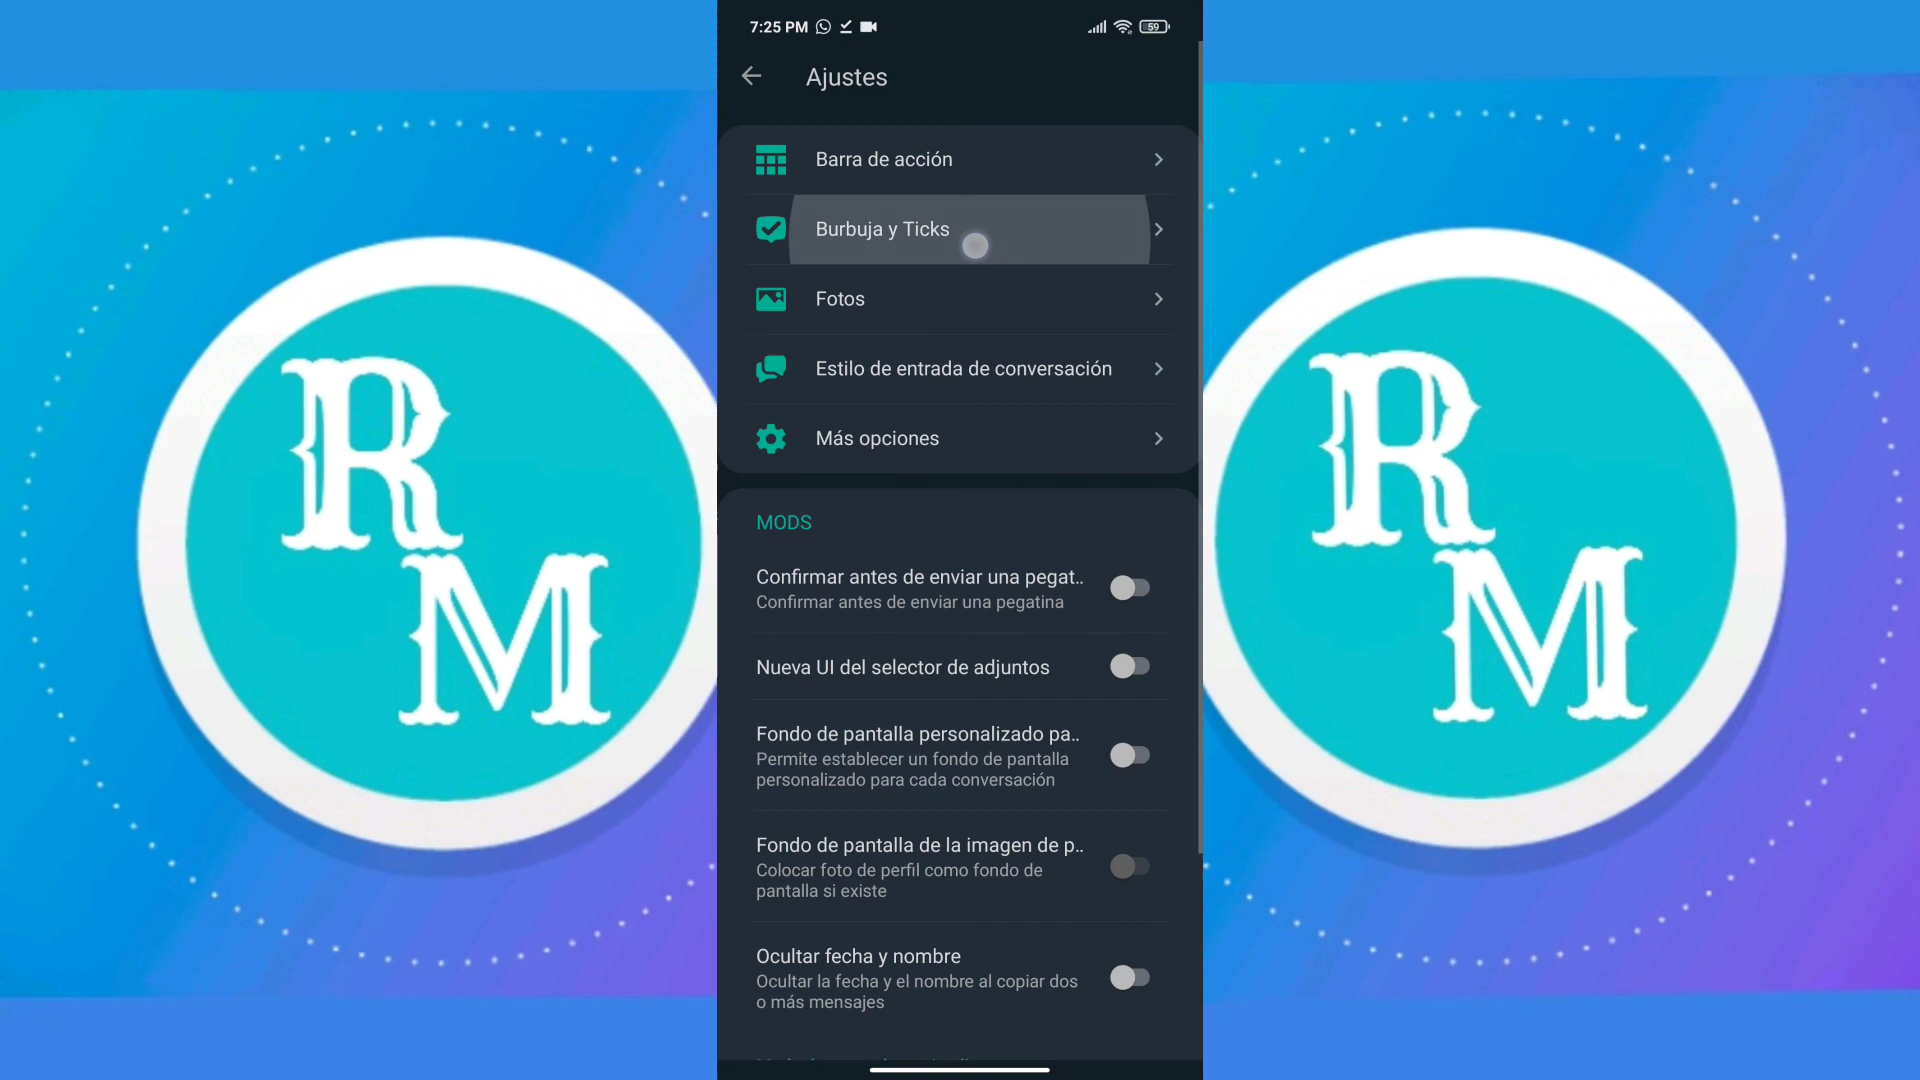 7:25 PM
59
Ajustes
Barra de acción
Burbuja y Ticks
Fotos
Estilo de entrada de conversación
Más opciones
MODS
Confirmar antes de enviar una pegat..
Confirmar antes de enviar una pegatina
Nueva UI del selector de adjuntos
Fondo de pantalla personalizado pa..
Permite establecer un fondo de pantalla
personalizado para cada conversación
Fondo de pantalla de la imagen de p..
Colocar foto de perfil como fondo de
pantalla si existe
Ocultar fecha y nombre
Ocultar la fecha y el nombre al copiar dos
o más mensajes
R
M
R
M